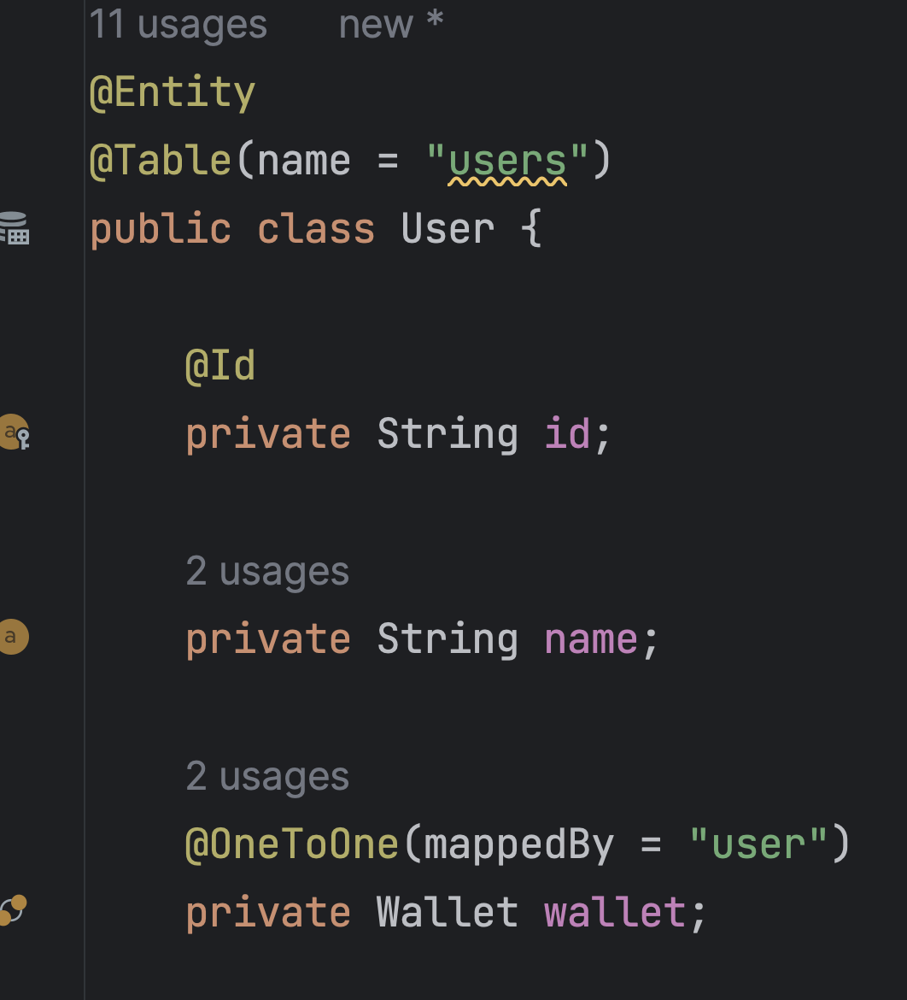 11 usages new *
@Entity
@Table(name = "users")
public class User {
@Id
a
private String id;
2 usages
a
private String name;
2 usages
@OneToOne(mappedBy = "user")
private Wallet wallet;